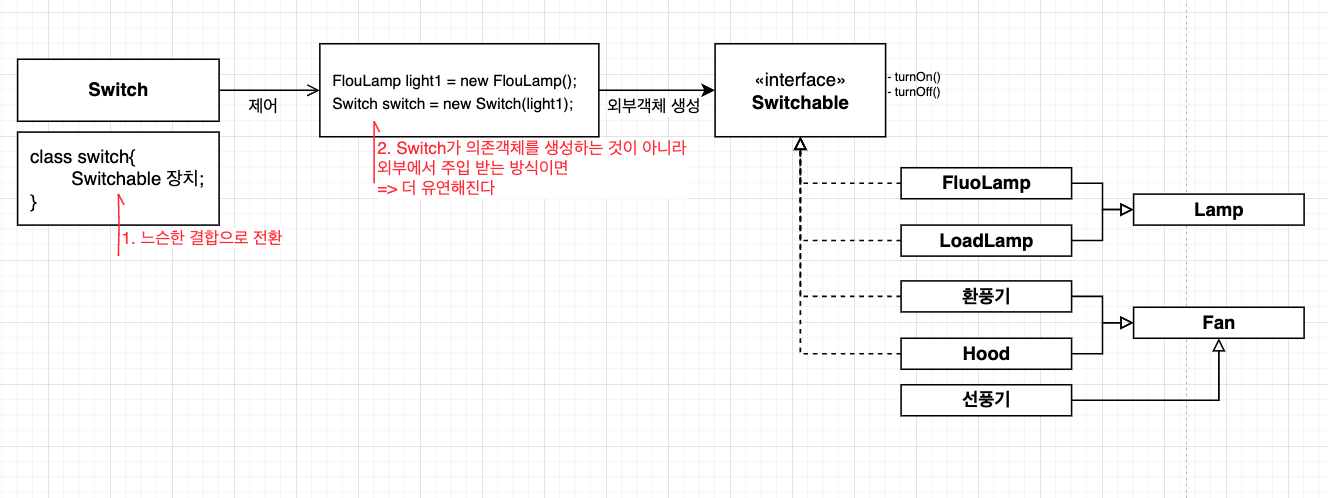 Switch
class switch{
Switchable 장치;
}
1. 느슨한 결합으로 전환
제어
FlouLamp light1 = new FlouLamp();
Switch switch = new Switch(light1);
2. Switch가 의존객체를 생성하는 것이 아니라
외부에서 주입 받는 방식이면
=> 더 유연해진다
외부객체 생성
«interface»
Switchable
- turnOn()
- turnOff()
FluoLamp
LoadLamp
Lamp
환풍기
Hood
Fan
선풍기